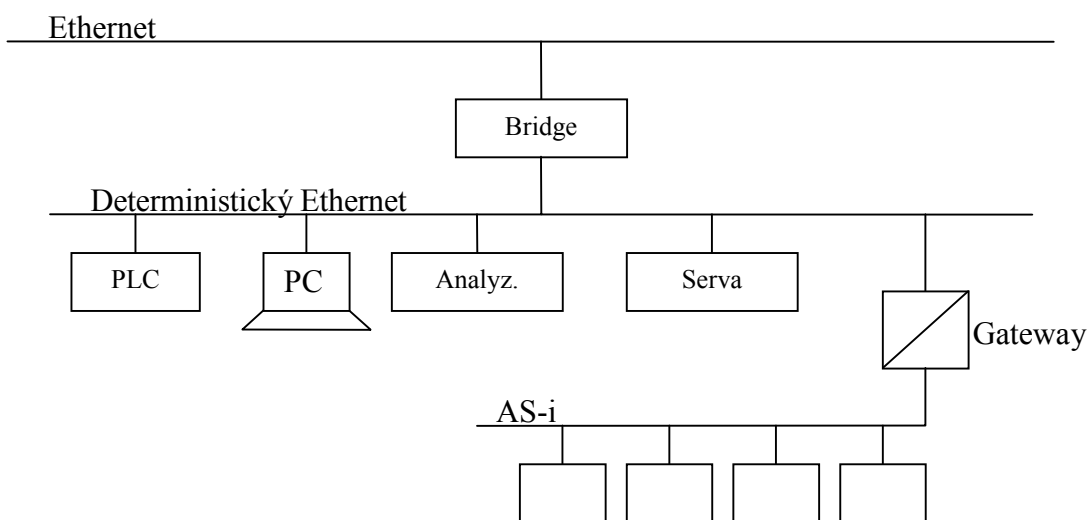 Ethernet
Bridge
Deterministický Ethernet
PLC
PC
Analyz.
Serva
Gateway
AS-i